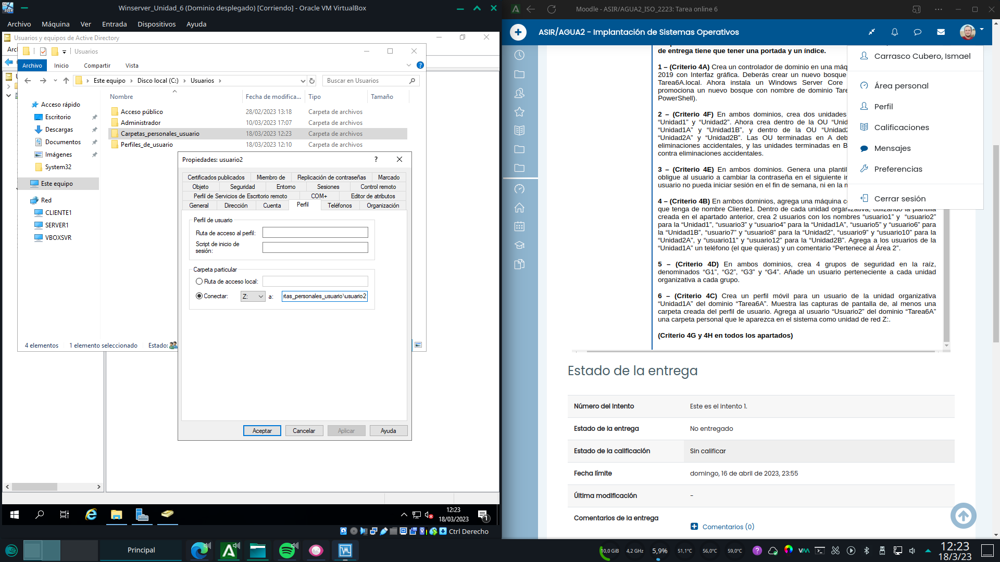 Winserver_Unidad_6 (Dominio desplegado) [Corriendo] - Oracle VM VirtualBox
Archivo Máquina Ver Entrada Dispositivos Ayuda
Usuarios y equipos de Active Directory
Usuarios
Archivo Inicio Compartir Vista
Este equipo Disco local (C:) Usuarios
Buscar en Usuarios
Nombre Fecha de modifica... Tipo Tamaño
Acceso público 28/02/2023 13:18 Carpeta de archivos
Administrador 10/03/2023 17:07 Carpeta de archivos
Carpetas_personales_usuario 18/03/2023 12:23 Carpeta de archivos
Perfiles_de_usuario 18/03/2023 12:10 Carpeta de archivos
Acceso rápido
Escritorio
Descargas
Documentos
Imágenes
System32
Este equipo
Red
CLIENTE1
SERVER1
VBOXSVR
4 elementos 1 elemento seleccionado Estado:
Propiedades: usuario2
Certificados publicados Miembro de Replicación de contraseñas Marcado
Objeto Seguridad Entorno Sesiones Control remoto
Perfil de Servicios de Escritorio remoto COM+ Editor de atributos
General Dirección Cuenta Perfil Teléfonos Organización
Perfil de usuario
Ruta de acceso al perfil:
Script de inicio de
sesión:
Carpeta particular
Ruta de acceso local:
Conectar: Z: a: tas_personales_usuario\usuario2
Aceptar Cancelar Aplicar Ayuda
12:23
18/03/2023
1
Ctrl Derecho
Moodle - ASIR/AGUA2_ISO_2223: Tarea online 6
ASIR/AGUA2 - Implantación de Sistemas Operativos
Carrasco Cubero, Ismael
Área personal
Perfil
Calificaciones
Mensajes
Preferencias
Cerrar sesión
de entrega tiene que tener una portada y un índice.
1 – (Criterio 4A) Crea un controlador de dominio en una máq
2019 con Interfaz gráfica. Deberás crear un nuevo bosque
Tarea6A.local. Ahora instala un Windows Server Core
promociona un nuevo bosque con nombre de dominio Tare
PowerShell).
2 – (Criterio 4F) En ambos dominios, crea dos unidades
“Unidad1” y “Unidad2”. Ahora crea dentro de la OU “Unid
“Unidad1A” y “Unidad1B”, y dentro de la OU “Unidad2
“Unidad2A” y “Unidad2B”. Las OU terminadas en A deb
eliminaciones accidentales, y las unidades terminadas en B
contra eliminaciones accidentales.
3 – (Criterio 4E) En ambos dominios. Genera una plantil
obligue al usuario a cambiar la contraseña en el siguiente in
usuario no pueda iniciar sesión en el fin de semana, ni en la m
4 – (Criterio 4B) En ambos dominios, agrega una máquina c
que tenga de nombre Cliente1. Dentro de cada unidad organizativa, utilizando la plantilla
creada en el apartado anterior, crea 2 usuarios con los nombres “usuario1” y “usuario2”
para la “Unidad1”, “usuario3” y “usuario4” para la “Unidad1A”, “usuario5” y “usuario6” para
la “Unidad1B”, “usuario7” y “usuario8” para la “Unidad2”, “usuario9” y “usuario10” para la
“Unidad2A”, y “usuario11” y “usuario12” para la “Unidad2B”. Agrega a los usuarios de la
“Unidad1A” un teléfono (el que quieras) y un comentario “Pertenece al Área 2”.
5 – (Criterio 4D) En ambos dominios, crea 4 grupos de seguridad en la raíz,
denominados “G1”, “G2”, “G3” y “G4”. Añade un usuario perteneciente a cada unidad
organizativa a cada grupo.
6 – (Criterio 4C) Crea un perfil móvil para un usuario de la unidad organizativa
“Unidad1A” del dominio “Tarea6A”. Muestra las capturas de pantalla de, al menos una
carpeta creada del perfil de usuario. Agrega al usuario “Usuario2” del dominio “Tarea6A”
una carpeta personal que le aparezca en el sistema como unidad de red Z:.
(Criterio 4G y 4H en todos los apartados)
Estado de la entrega
Número del intento Este es el intento 1.
Estado de la entrega No entregado
Estado de la calificación Sin calificar
Fecha límite domingo, 16 de abril de 2023, 23:55
Última modificación -
Comentarios de la entrega
Comentarios (0)
Principal
10,0 GiB 4,2 GHz 5,9% 51,1°C 56,0°C 59,0°C
12:23
18/3/23